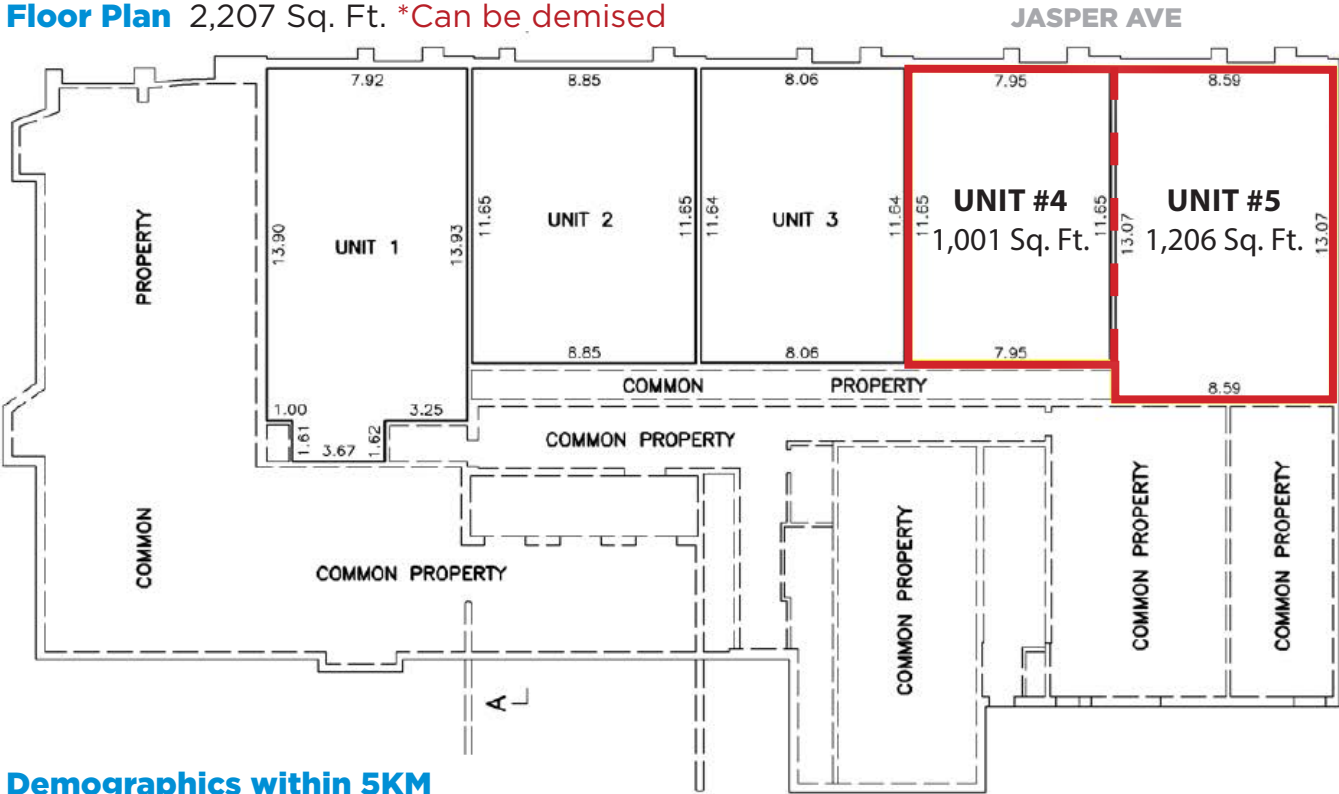 Floor Plan 2,207 Sq. Ft. *Can be demised
JASPER AVE
7.92
8.85
8.06
7.95
8.59
PROPERTY
13.90
UNIT 1
13.93
11.65
UNIT 2
11.65
11.64
UNIT 3
11.64
11.65
UNIT #4
1,001 Sq. Ft.
11.65
13.07
UNIT #5
1,206 Sq. Ft.
13.07
8.85
8.06
7.95
8.59
COMMON PROPERTY
1.00
3.25
1.61
3.67
1.62
COMMON PROPERTY
COMMON
COMMON PROPERTY
COMMON PROPERTY
COMMON PROPERTY
COMMON PROPERTY
A
Demographics within 5KM